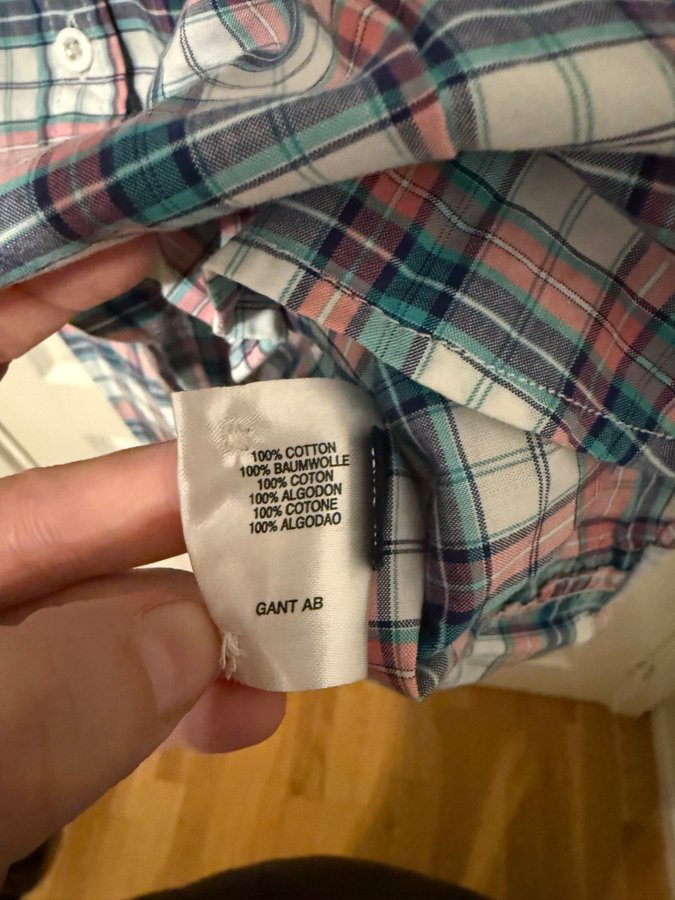 100% COTTON
100% BAUMWOLLE
100% COTON
100% ALGODON
100% COTONE
100% ALGODAO
GANT AB